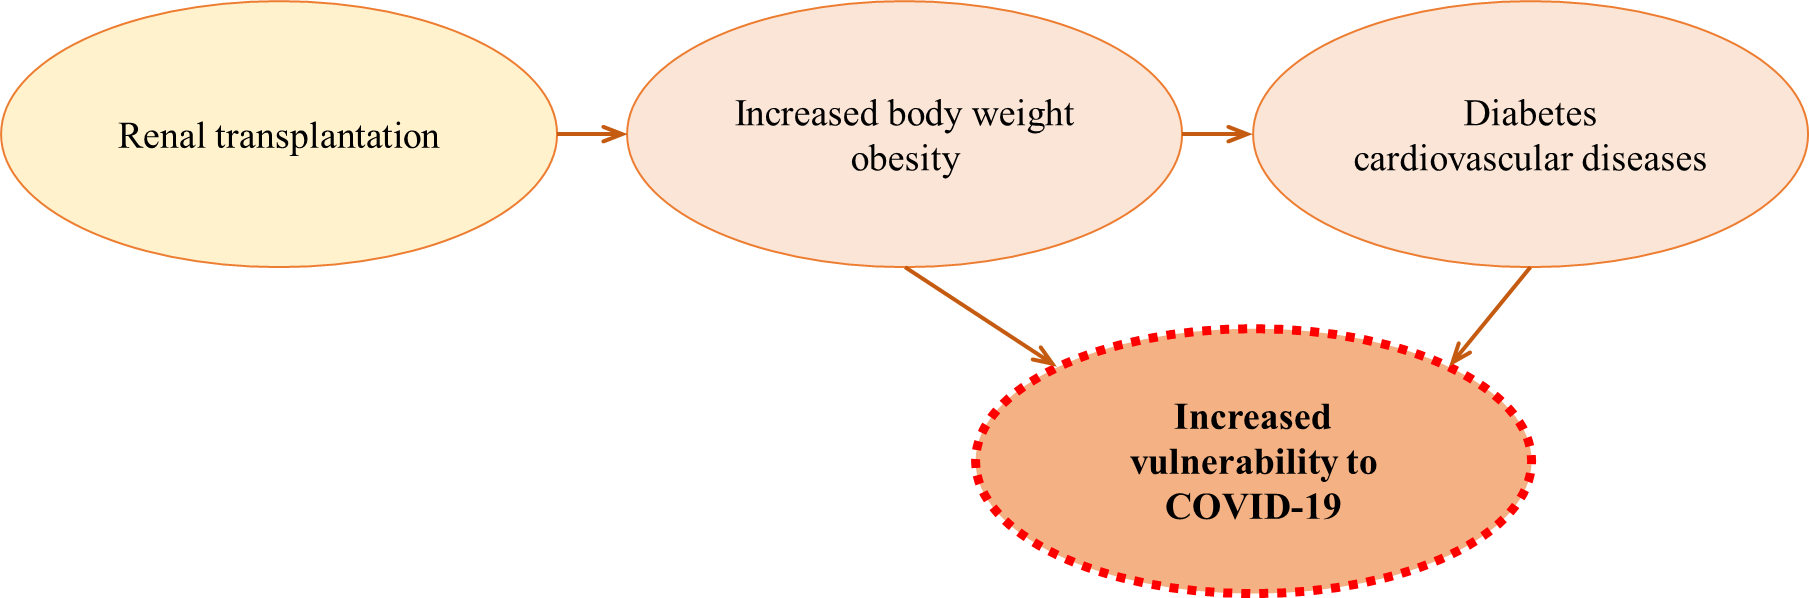 Renal transplantation
Increased body weight
obesity
Diabetes
cardiovascular diseases
Increased
vulnerability to
COVID-19